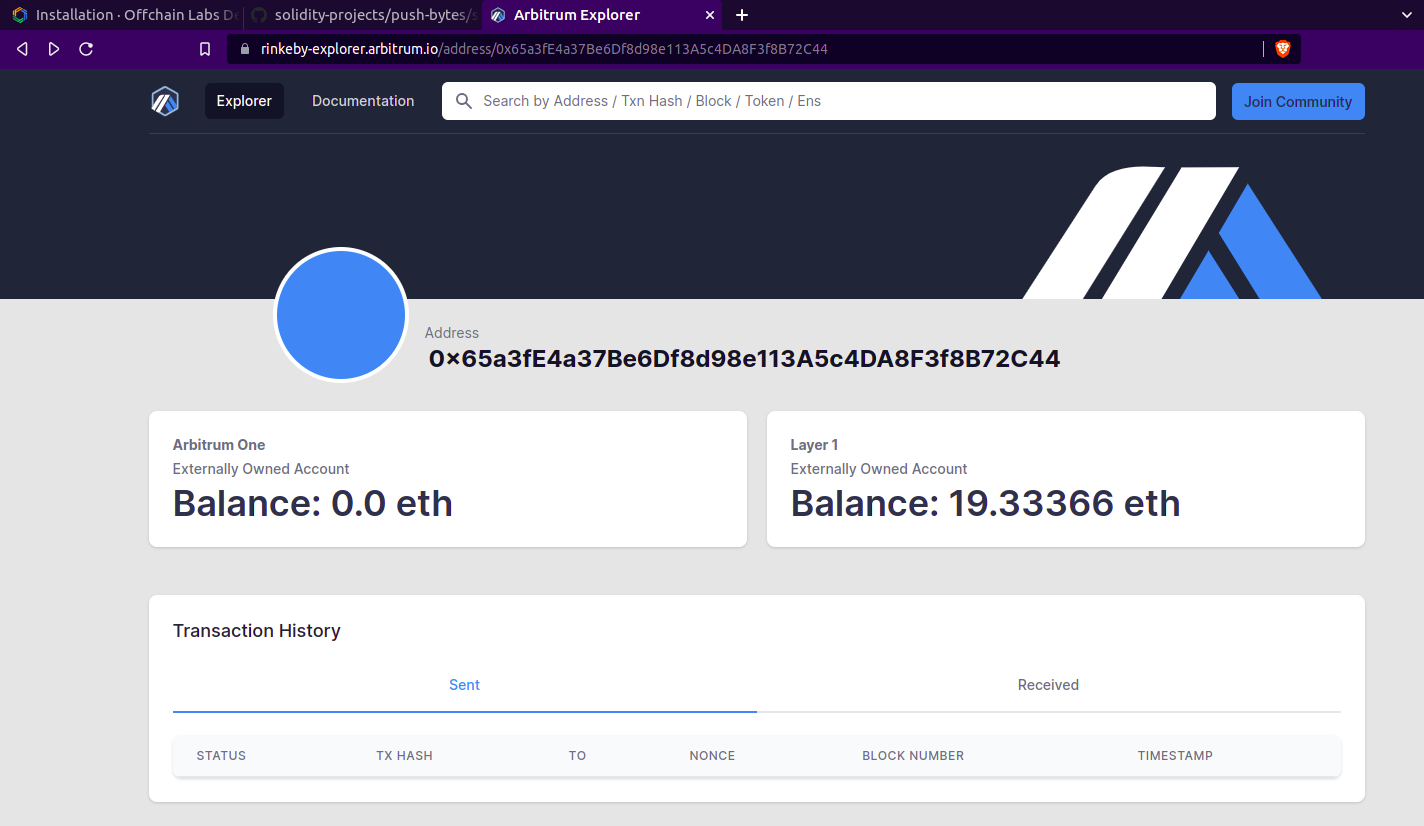 Installation · Offchain Labs De
solidity-projects/push-bytes/s
Arbitrum Explorer
rinkeby-explorer.arbitrum.io/address/0x65a3fE4a37Be6Df8d98e113A5c4DA8F3f8B72C44
Explorer
Documentation
Search by Address / Txn Hash / Block / Token / Ens
Join Community
Address
0x65a3fE4a37Be6Df8d98e113A5c4DA8F3f8B72C44
Arbitrum One
Externally Owned Account
Balance: 0.0 eth
Layer 1
Externally Owned Account
Balance: 19.33366 eth
Transaction History
Sent
Received
STATUS
TX HASH
TO
NONCE
BLOCK NUMBER
TIMESTAMP